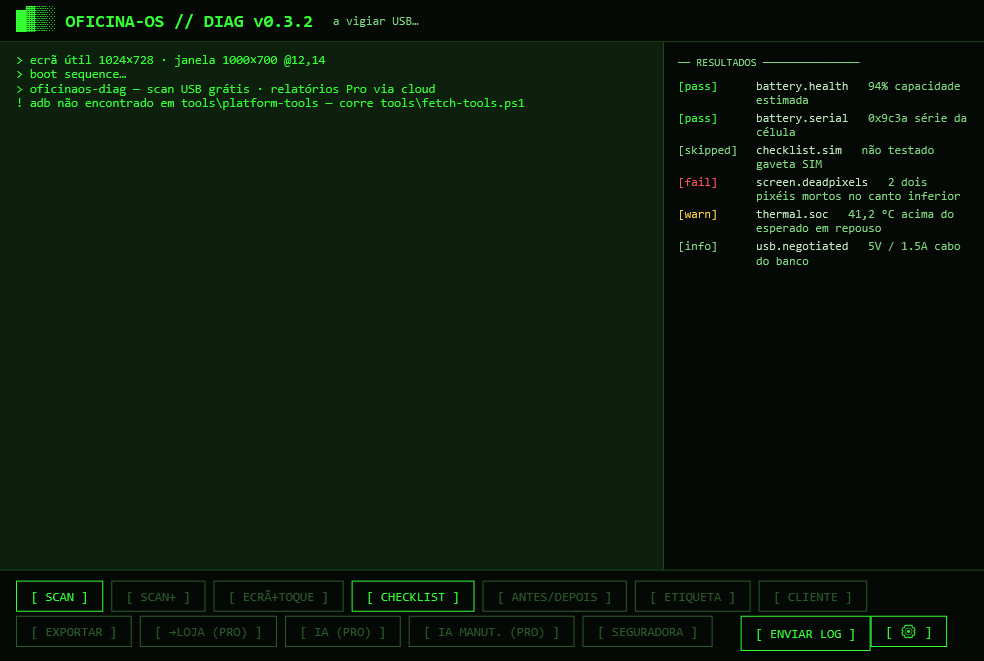 OFICINA-OS // DIAG v0.3.2 a vigiar USB…
> ecrã útil 1024×728 · janela 1000×700 @12,14
> boot sequence…
> oficinaos-diag — scan USB grátis · relatórios Pro via cloud
! adb não encontrado em tools\platform-tools — corre tools\fetch-tools.ps1
── RESULTADOS ────────────────
[pass] battery.health 94% capacidade
estimada
[pass] battery.serial 0x9c3a série da
célula
[skipped] checklist.sim não testado
gaveta SIM
[fail] screen.deadpixels 2 dois
pixéis mortos no canto inferior
[warn] thermal.soc 41,2 °C acima do
esperado em repouso
[info] usb.negotiated 5V / 1.5A cabo
do banco
[ SCAN ] [ SCAN+ ] [ ECRÃ+TOQUE ] [ CHECKLIST ] [ ANTES/DEPOIS ] [ ETIQUETA ] [ CLIENTE ]
[ EXPORTAR ] [ →LOJA (PRO) ] [ IA (PRO) ] [ IA MANUT. (PRO) ] [ SEGURADORA ] [ ENVIAR LOG ] [ ⚙ ]